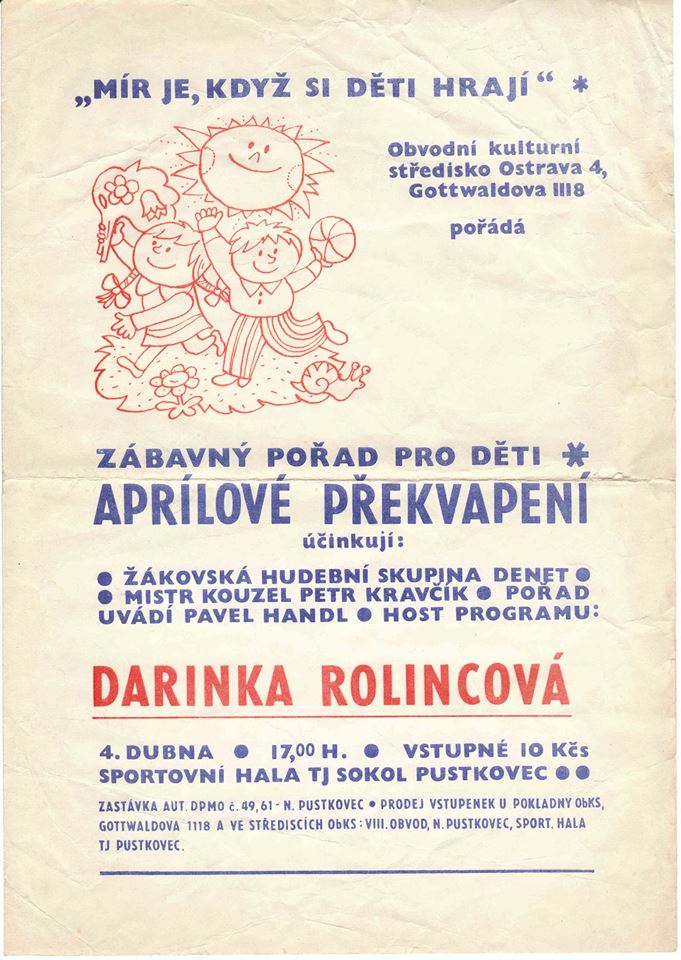 „MÍR JE, KDYŽ SI DĚTI HRAJÍ“ *
Obvodní kulturní
středisko Ostrava 4,
Gottwaldova 1118
pořádá
ZÁBAVNÝ POŘAD PRO DĚTI *
APRÍLOVÉ PŘEKVAPENÍ
účinkují:
● ŽÁKOVSKÁ HUDEBNÍ SKUPINA DENET ●
● MISTR KOUZEL PETR KRAVČÍK ● POŘAD
UVÁDÍ PAVEL HANDL ● HOST PROGRAMU:
DARINKA ROLINCOVÁ
4. DUBNA ● 17,00 H. ● VSTUPNÉ 10 Kčs
SPORTOVNÍ HALA TJ SOKOL PUSTKOVEC ●●
ZASTÁVKA AUT. DPMO č. 49, 61 - N. PUSTKOVEC ● PRODEJ VSTUPENEK U POKLADNY ObKS,
GOTTWALDOVA 1118 A VE STŘEDISCÍCH ObKS: VIII. OBVOD, N. PUSTKOVEC, SPORT. HALA
TJ PUSTKOVEC.